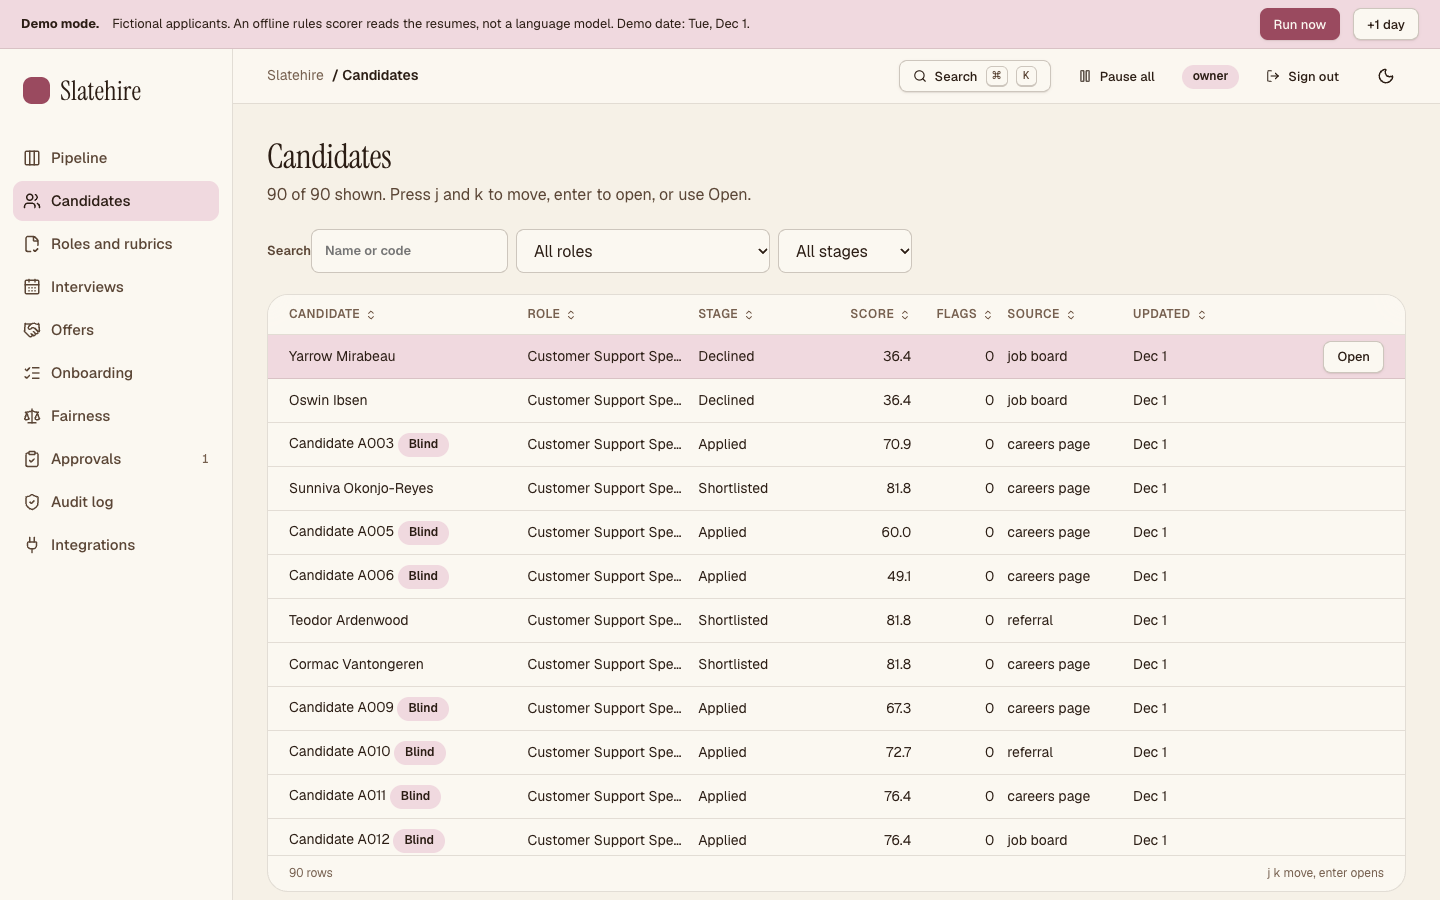 Demo mode. Fictional applicants. An offline rules scorer reads the resumes, not a language model. Demo date: Tue, Dec 1. Run now +1 day
Slatehire
Pipeline
Candidates
Roles and rubrics
Interviews
Offers
Onboarding
Fairness
Approvals 1
Audit log
Integrations
Slatehire / Candidates Search ⌘ K Pause all owner Sign out
Candidates
90 of 90 shown. Press j and k to move, enter to open, or use Open.
Search Name or code All roles All stages
CANDIDATE ROLE STAGE SCORE FLAGS SOURCE UPDATED
Yarrow Mirabeau Customer Support Spe... Declined 36.4 0 job board Dec 1 Open
Oswin Ibsen Customer Support Spe... Declined 36.4 0 job board Dec 1
Candidate A003 Blind Customer Support Spe... Applied 70.9 0 careers page Dec 1
Sunniva Okonjo-Reyes Customer Support Spe... Shortlisted 81.8 0 careers page Dec 1
Candidate A005 Blind Customer Support Spe... Applied 60.0 0 careers page Dec 1
Candidate A006 Blind Customer Support Spe... Applied 49.1 0 careers page Dec 1
Teodor Ardenwood Customer Support Spe... Shortlisted 81.8 0 referral Dec 1
Cormac Vantongeren Customer Support Spe... Shortlisted 81.8 0 careers page Dec 1
Candidate A009 Blind Customer Support Spe... Applied 67.3 0 careers page Dec 1
Candidate A010 Blind Customer Support Spe... Applied 72.7 0 referral Dec 1
Candidate A011 Blind Customer Support Spe... Applied 76.4 0 careers page Dec 1
Candidate A012 Blind Customer Support Spe... Applied 76.4 0 job board Dec 1
90 rows j k move, enter opens